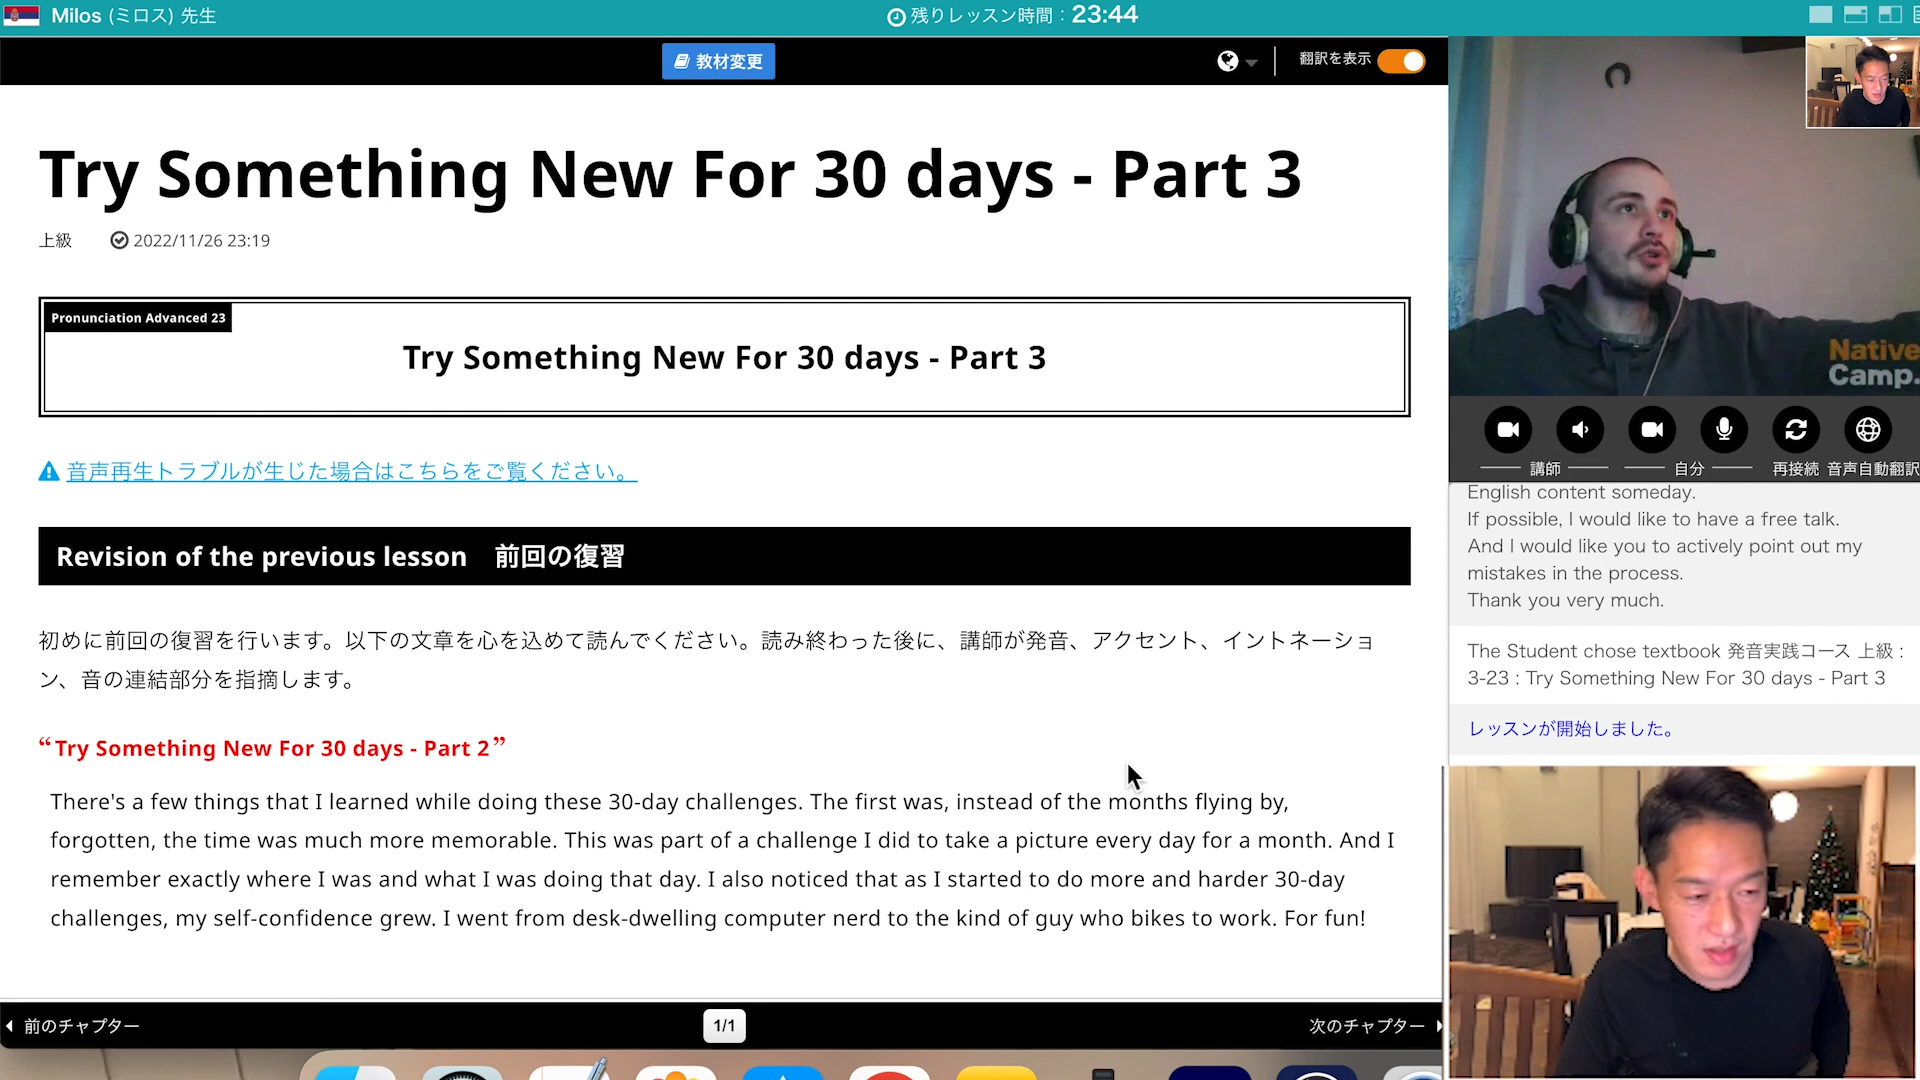 Milos (ミロス) 先生
残りレッスン時間 : 23:44
教材変更
翻訳を表示
Try Something New For 30 days - Part 3
上級 2022/11/26 23:19
Pronunciation Advanced 23
Try Something New For 30 days - Part 3
音声再生トラブルが生じた場合はこちらをご覧ください。
Revision of the previous lesson 前回の復習
初めに前回の復習を行います。以下の文章を心を込めて読んでください。読み終わった後に、講師が発音、アクセント、イントネーショ
ン、音の連結部分を指摘します。
“Try Something New For 30 days - Part 2”
There's a few things that I learned while doing these 30-day challenges. The first was, instead of the months flying by,
forgotten, the time was much more memorable. This was part of a challenge I did to take a picture every day for a month. And I
remember exactly where I was and what I was doing that day. I also noticed that as I started to do more and harder 30-day
challenges, my self-confidence grew. I went from desk-dwelling computer nerd to the kind of guy who bikes to work. For fun!
前のチャプター
1/1
次のチャプター
Native
Camp.
講師
自分
再接続
音声自動翻訳
English content someday.
If possible, I would like to have a free talk.
And I would like you to actively point out my
mistakes in the process.
Thank you very much.
The Student chose textbook 発音実践コース 上級 :
3-23 : Try Something New For 30 days - Part 3
レッスンが開始しました。